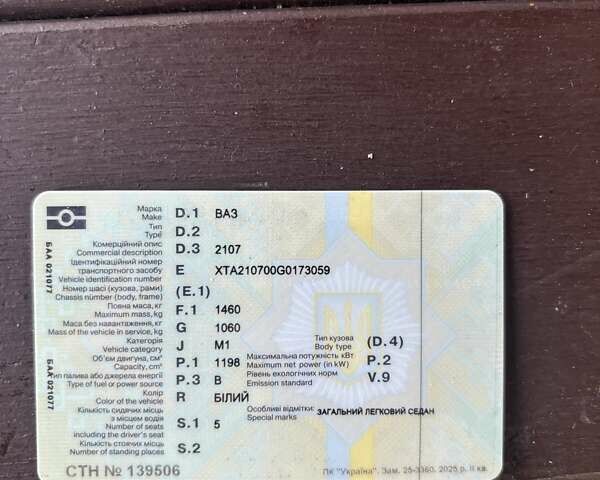 Марка D.1 ВАЗ
Make
Тип D.2
Type
Комерційний опис D.3 2107
Commercial description
Ідентифікаційний номер
транспортного засобу E XTA210700G0173059
Vehicle identification number
Номер шасі (кузова, рами) (E.1)
Chassis number (body, frame)
Повна маса, кг F.1 1460
Maximum mass, kg
Маса без навантаження, кг G 1060
Mass of the vehicle in service, kg
Категорія J M1
Vehicle category
Тип кузова (D.4)
Body type
Об'єм двигуна, см³ P.1 1198
Capacity, cm³
Максимальна потужність кВт P.2
Maximum net power (in kW)
Тип палива або джерела енергії P.3 B
Type of fuel or power source
Рівень екологічних норм V.9
Emission standard
Колір R БІЛИЙ
Color of the vehicle
Кількість сидячих місць
з місцем водія S.1 5
Number of seats
including the driver's seat
Особливі відмітки: ЗАГАЛЬНИЙ ЛЕГКОВИЙ СЕДАН
Special marks
Кількість стоячих місць S.2
Number of standing places
СТН № 139506
ПК "Україна". Зам. 25-3360. 2025 р. II кв.
БАА 021077
БАА 021077